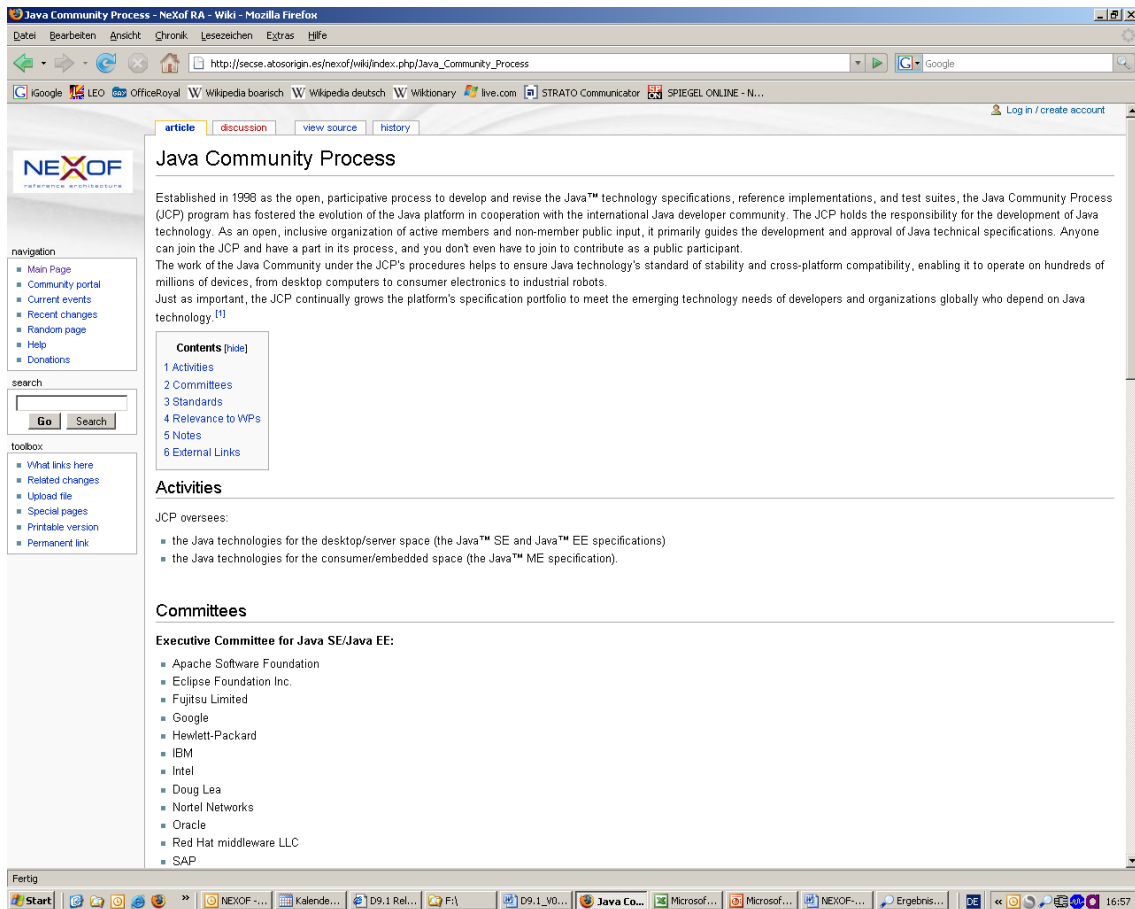 Java Community Process - NeXof RA - Wiki - Mozilla Firefox
Datei Bearbeiten Ansicht Chronik Lesezeichen Extras Hilfe
http://secse.atosorigin.es/nexof/wiki/index.php/Java_Community_Process
Google
iGoogle LEO OfficeRoyal Wikipedia boarisch Wikipedia deutsch Wiktionary live.com STRATO Communicator SPIEGEL ONLINE - N...
Log in / create account
article discussion view source history
NEXOF
reference architecture
Java Community Process
Established in 1998 as the open, participative process to develop and revise the Java™ technology specifications, reference implementations, and test suites, the Java Community Process
(JCP) program has fostered the evolution of the Java platform in cooperation with the international Java developer community. The JCP holds the responsibility for the development of Java
technology. As an open, inclusive organization of active members and non-member public input, it primarily guides the development and approval of Java technical specifications. Anyone
can join the JCP and have a part in its process, and you don't even have to join to contribute as a public participant.
The work of the Java Community under the JCP's procedures helps to ensure Java technology's standard of stability and cross-platform compatibility, enabling it to operate on hundreds of
millions of devices, from desktop computers to consumer electronics to industrial robots.
Just as important, the JCP continually grows the platform's specification portfolio to meet the emerging technology needs of developers and organizations globally who depend on Java
technology.[1]
navigation
Main Page
Community portal
Current events
Recent changes
Random page
Help
Donations
search
Go Search
toolbox
What links here
Related changes
Upload file
Special pages
Printable version
Permanent link
Contents [hide]
1 Activities
2 Committees
3 Standards
4 Relevance to WPs
5 Notes
6 External Links
Activities
JCP oversees:
the Java technologies for the desktop/server space (the Java™ SE and Java™ EE specifications)
the Java technologies for the consumer/embedded space (the Java™ ME specification).
Committees
Executive Committee for Java SE/Java EE:
Apache Software Foundation
Eclipse Foundation Inc.
Fujitsu Limited
Google
Hewlett-Packard
IBM
Intel
Doug Lea
Nortel Networks
Oracle
Red Hat middleware LLC
SAP
Fertig
Start NEXOF -... Kalende... D9.1 Rel... F:\ D9.1_V0... Java Co... Microsof... Microsof... NEXOF-... Ergebnis... DE 16:57